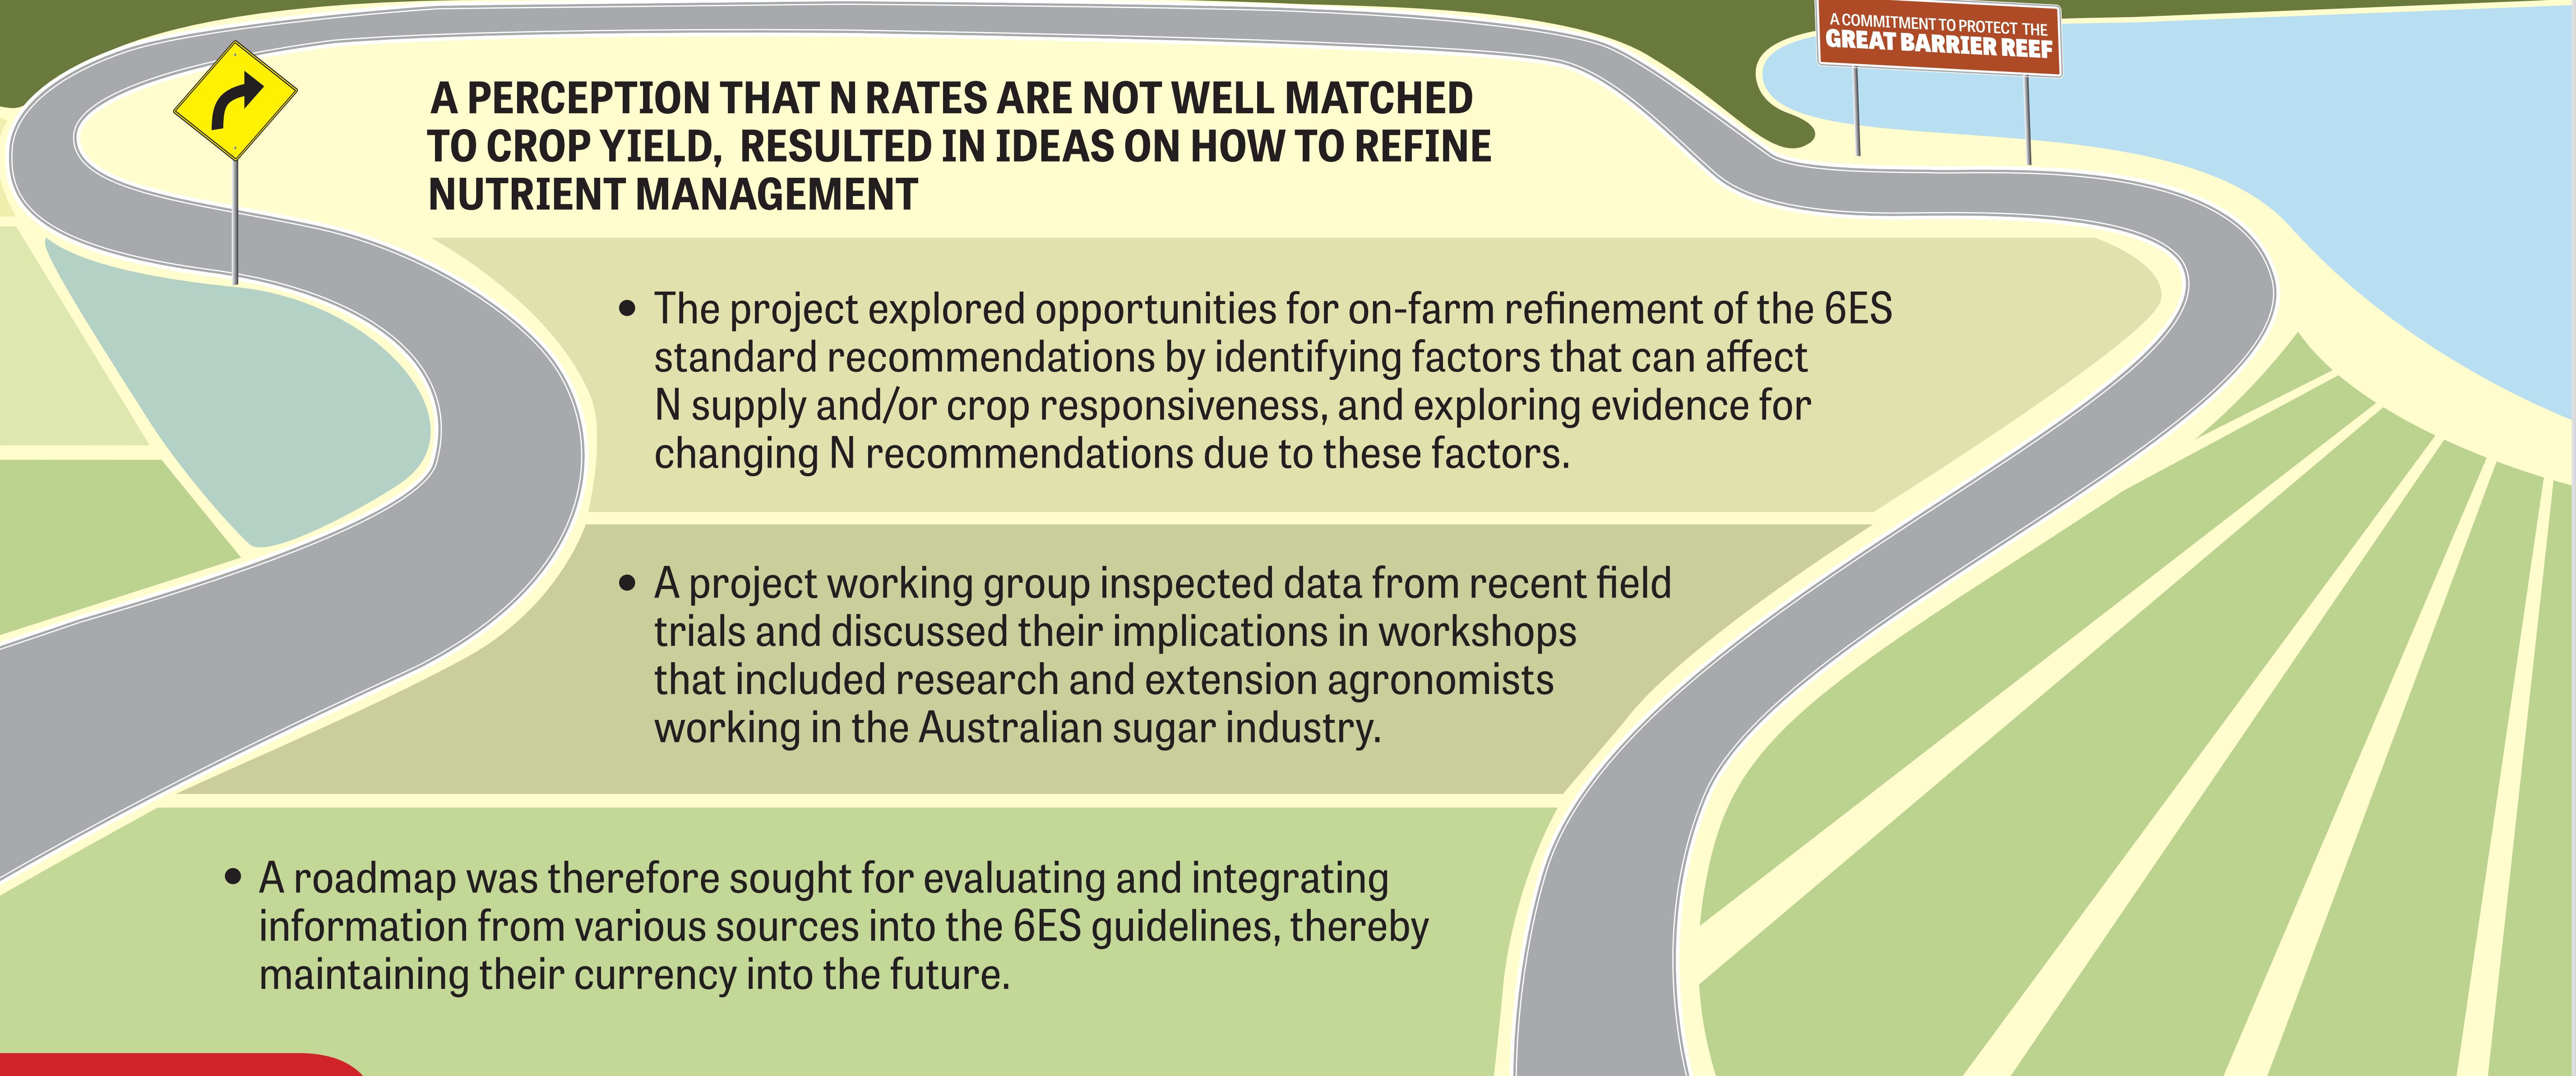 A COMMITMENT TO PROTECT THE
GREAT BARRIER REEF
A PERCEPTION THAT N RATES ARE NOT WELL MATCHED
TO CROP YIELD, RESULTED IN IDEAS ON HOW TO REFINE
NUTRIENT MANAGEMENT
• The project explored opportunities for on-farm refinement of the 6ES
standard recommendations by identifying factors that can affect
N supply and/or crop responsiveness, and exploring evidence for
changing N recommendations due to these factors.
• A project working group inspected data from recent field
trials and discussed their implications in workshops
that included research and extension agronomists
working in the Australian sugar industry.
• A roadmap was therefore sought for evaluating and integrating
information from various sources into the 6ES guidelines, thereby
maintaining their currency into the future.